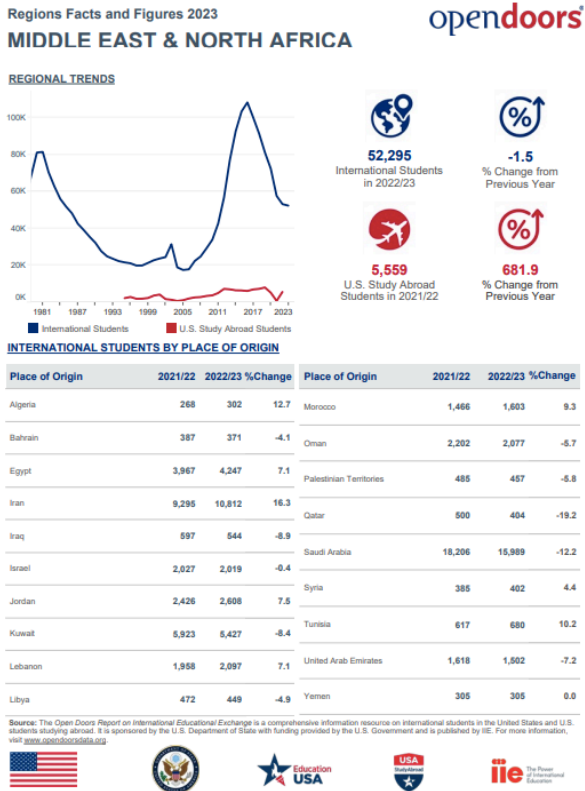 Regions Facts and Figures 2023
opendoors®
MIDDLE EAST & NORTH AFRICA
REGIONAL TRENDS
100K
80K
60K
40K
20K
0K
1981 1987 1993 1999 2005 2011 2017 2023
International Students U.S. Study Abroad Students
52,295
International Students
in 2022/23
-1.5
% Change from
Previous Year
5,559
U.S. Study Abroad
Students in 2021/22
681.9
% Change from
Previous Year
INTERNATIONAL STUDENTS BY PLACE OF ORIGIN
Place of Origin 2021/22 2022/23 %Change
Algeria 268 302 12.7
Bahrain 387 371 -4.1
Egypt 3,967 4,247 7.1
Iran 9,295 10,812 16.3
Iraq 597 544 -8.9
Israel 2,027 2,019 -0.4
Jordan 2,426 2,608 7.5
Kuwait 5,923 5,427 -8.4
Lebanon 1,958 2,097 7.1
Libya 472 449 -4.9
Place of Origin 2021/22 2022/23 %Change
Morocco 1,466 1,603 9.3
Oman 2,202 2,077 -5.7
Palestinian Territories 485 457 -5.8
Qatar 500 404 -19.2
Saudi Arabia 18,206 15,989 -12.2
Syria 385 402 4.4
Tunisia 617 680 10.2
United Arab Emirates 1,618 1,502 -7.2
Yemen 305 305 0.0
Source: The Open Doors Report on International Educational Exchange is a comprehensive information resource on international students in the United States and U.S.
students studying abroad. It is sponsored by the U.S. Department of State with funding provided by the U.S. Government and is published by IIE. For more information,
visit www.opendoorsdata.org.
Education
USA
USA
StudyAbroad
iie The Power
of International
Education